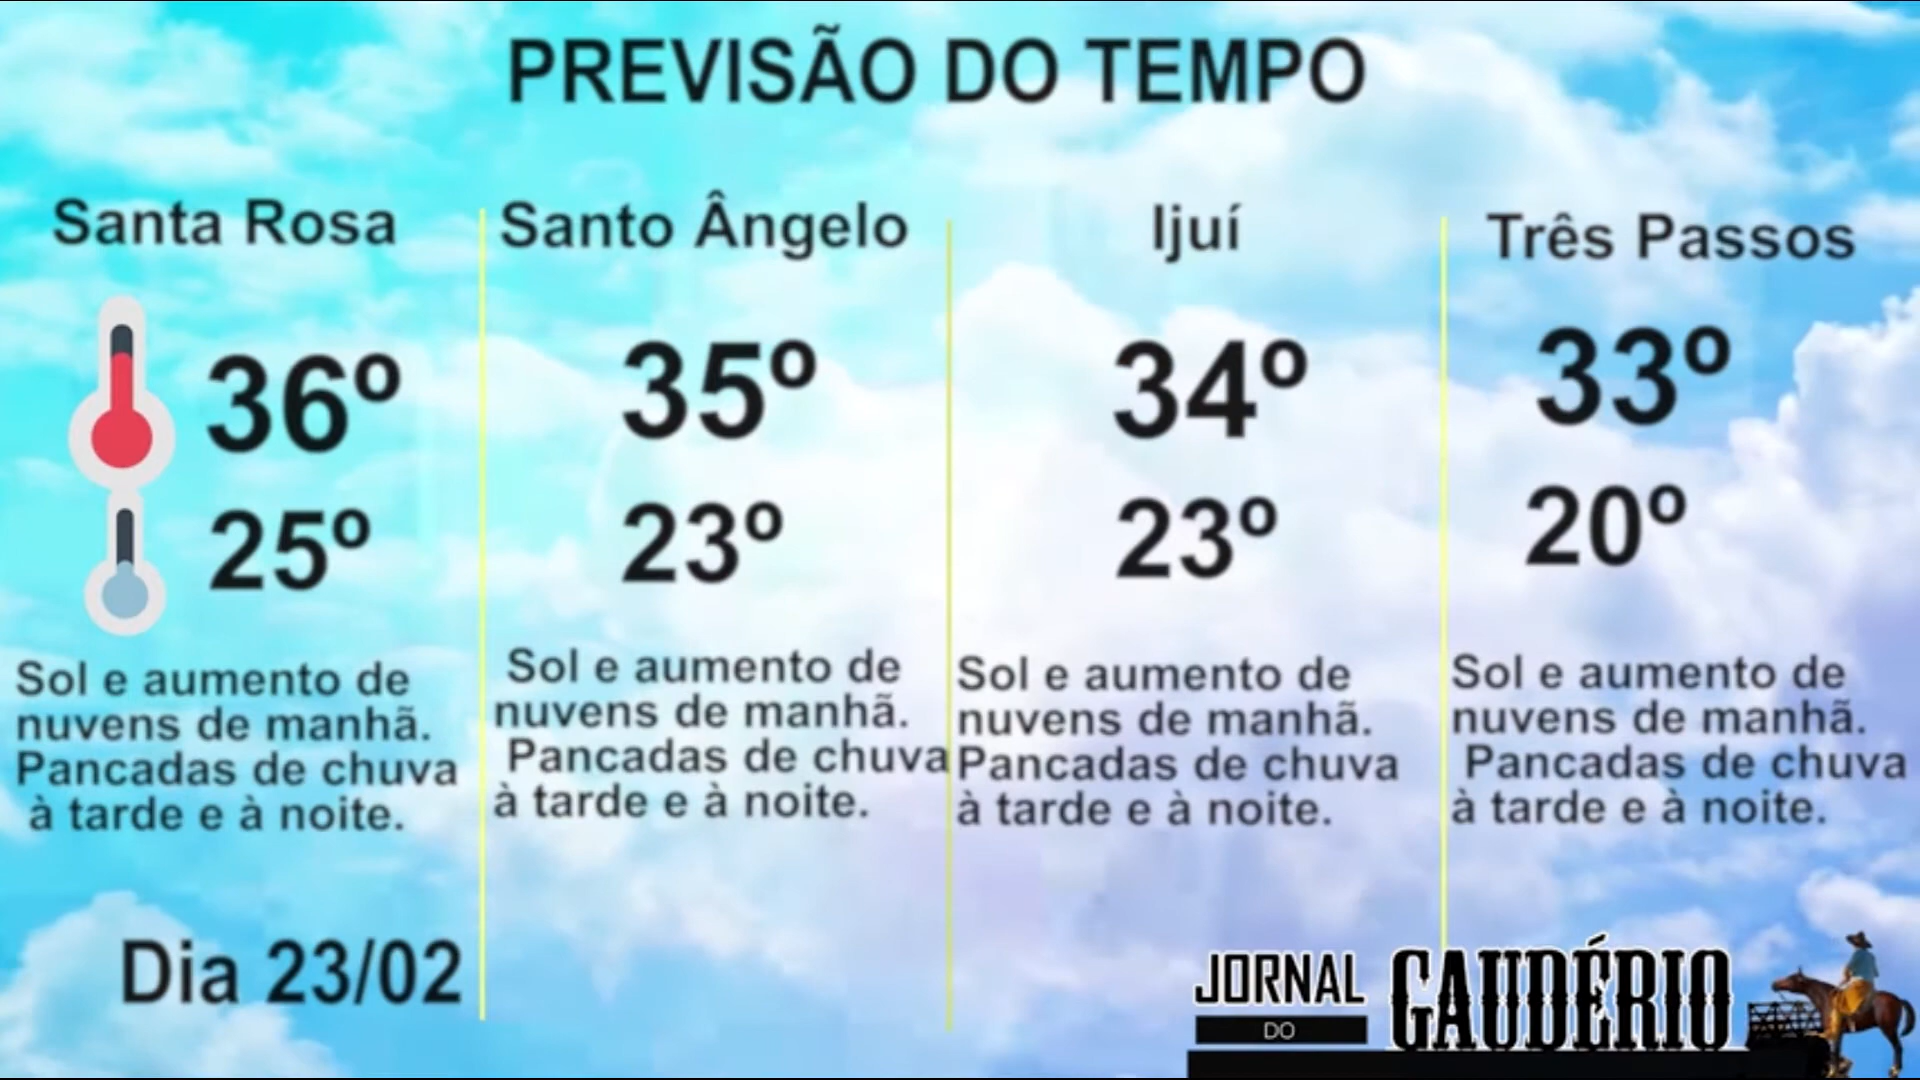 PREVISÃO DO TEMPO
Santa Rosa
36º
25º
Sol e aumento de
nuvens de manhã.
Pancadas de chuva
à tarde e à noite.
Santo Ângelo
35º
23º
Sol e aumento de
nuvens de manhã.
Pancadas de chuva
à tarde e à noite.
Ijuí
34º
23º
Sol e aumento de
nuvens de manhã.
Pancadas de chuva
à tarde e à noite.
Três Passos
33º
20º
Sol e aumento de
nuvens de manhã.
Pancadas de chuva
à tarde e à noite.
Dia 23/02
JORNAL
DO
GAUDÉRIO